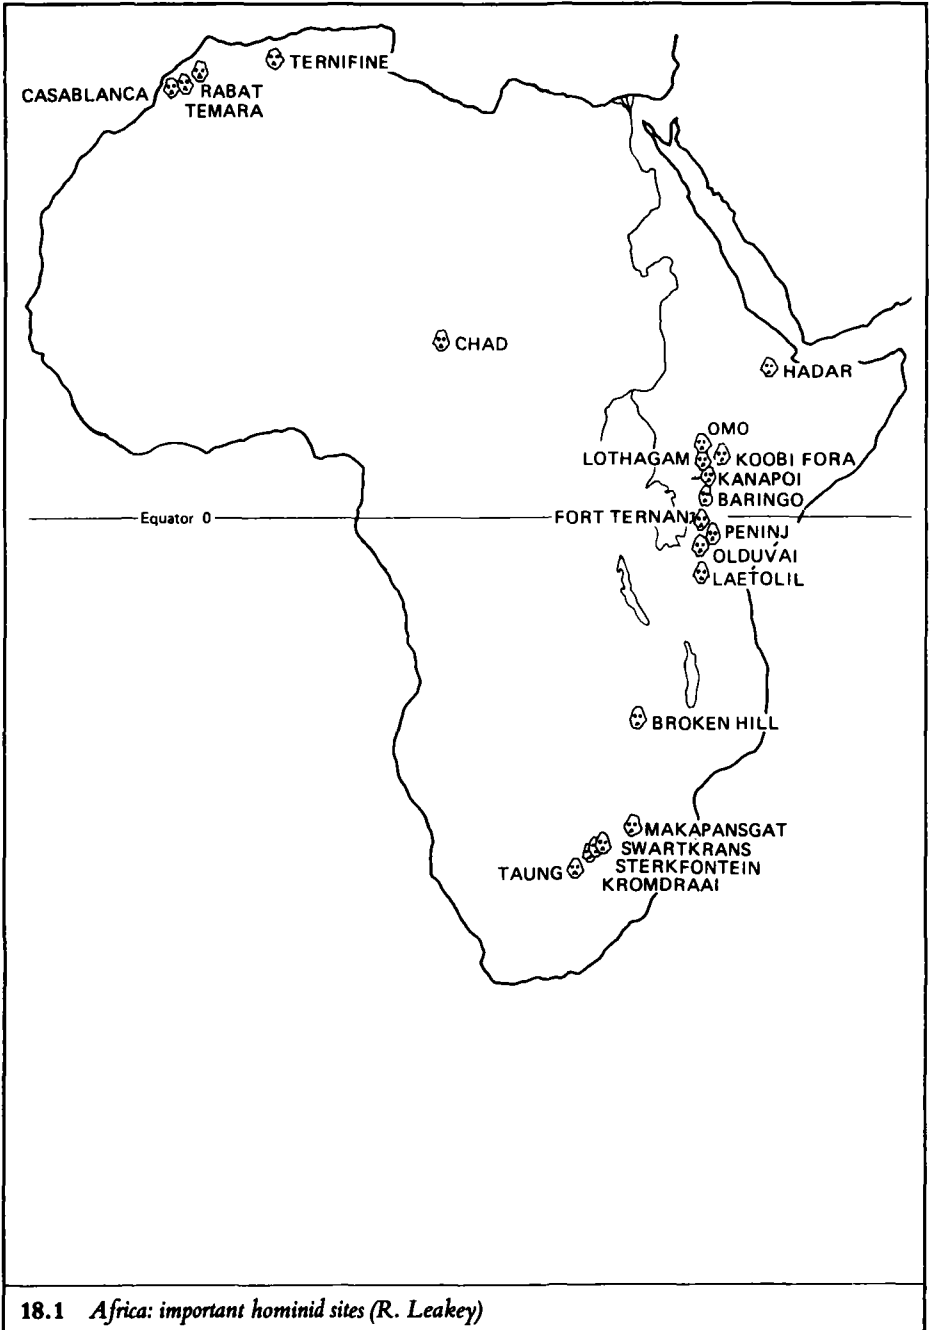 TERNIFINE
CASABLANCA
RABAT
TEMARA
CHAD
HADAR
OMO
LOTHAGAM
KOOBI FORA
KANAPOI
BARINGO
Equator 0
FORT TERNAN
PENINJ
OLDUVAI
LAETOLIL
BROKEN HILL
MAKAPANSGAT
SWARTKRANS
STERKFONTEIN
TAUNG
KROMDRAAI
18.1 Africa: important hominid sites (R. Leakey)